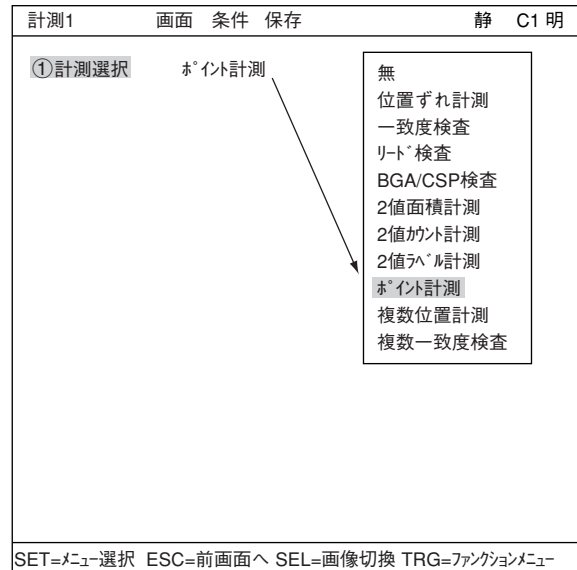 計測1 画面 条件 保存 静 C1 明
①計測選択 ﾎﾟｲﾝﾄ計測
無
位置ずれ計測
一致度検査
ﾘｰﾄﾞ検査
BGA/CSP検査
2値面積計測
2値ｶｳﾝﾄ計測
2値ﾗﾍﾞﾙ計測
ﾎﾟｲﾝﾄ計測
複数位置計測
複数一致度検査
SET=ﾒﾆｭｰ選択 ESC=前画面へ SEL=画像切換 TRG=ﾌｧﾝｸｼｮﾝﾒﾆｭｰ